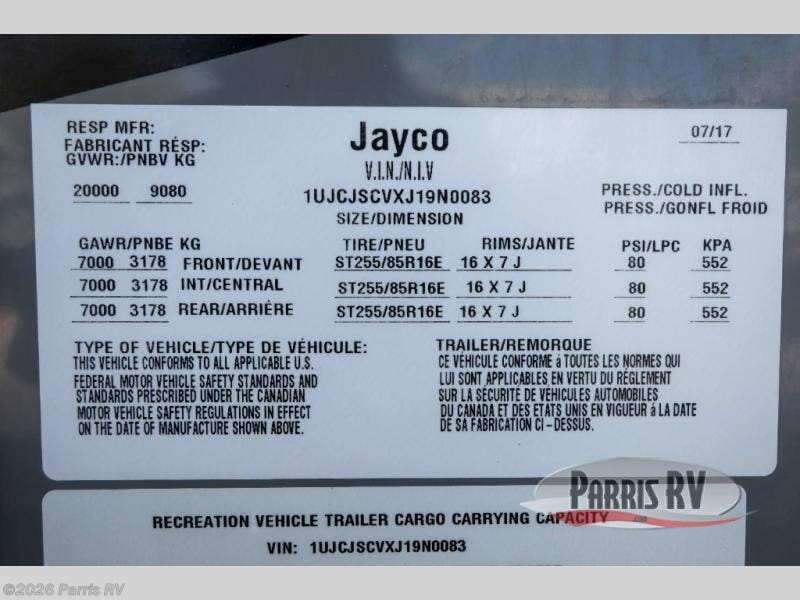 RESP MFR:
FABRICANT RÉSP:
GVWR:/PNBV KG
Jayco
07/17
V.I.N./N.I.V
20000 9080
1UJCJSCVXJ19N0083
PRESS./COLD INFL.
PRESS./GONFL FROID
SIZE/DIMENSION
GAWR/PNBE KG TIRE/PNEU RIMS/JANTE PSI/LPC KPA
7000 3178 FRONT/DEVANT ST255/85R16E 16 X 7 J 80 552
7000 3178 INT/CENTRAL ST255/85R16E 16 X 7 J 80 552
7000 3178 REAR/ARRIÉRE ST255/85R16E 16 X 7 J 80 552
TYPE OF VEHICLE/TYPE DE VÉHICULE: TRAILER/REMORQUE
THIS VEHICLE CONFORMS TO ALL APPLICABLE U.S.
FEDERAL MOTOR VEHICLE SAFETY STANDARDS AND
STANDARDS PRESCRIBED UNDER THE CANADIAN
MOTOR VEHICLE SAFETY REGULATIONS IN EFFECT
ON THE DATE OF MANUFACTURE SHOWN ABOVE.
CE VÉHICULE CONFORME á TOUTES LES NORMES QUI
LUI SONT APPLICABLES EN VERTU DU RÉGLEMENT
SUR LA SÉCURITÉ DE VÉHICULES AUTOMOBILES
DU CANADA ET DES ETATS UNIS EN VIGUEUR á LA DATE
DE SA FABRICATION CI-DESSUS.
PARRIS RV
.com
RECREATION VEHICLE TRAILER CARGO CARRYING CAPACITY
VIN: 1UJCJSCVXJ19N0083
©2026 Parris RV